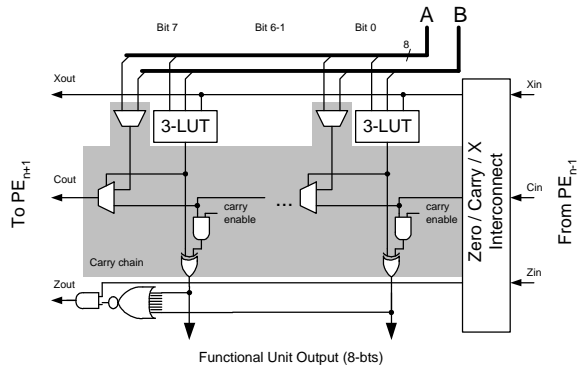 A B
Bit 7 Bit 6-1 Bit 0
8
Xout
Xin
3-LUT 3-LUT
To PEn+1
Cout
Cin
carry enable
...
carry enable
Zero / Carry / X Interconnect
From PEn-1
Carry chain
Zout
Zin
Functional Unit Output (8-bts)